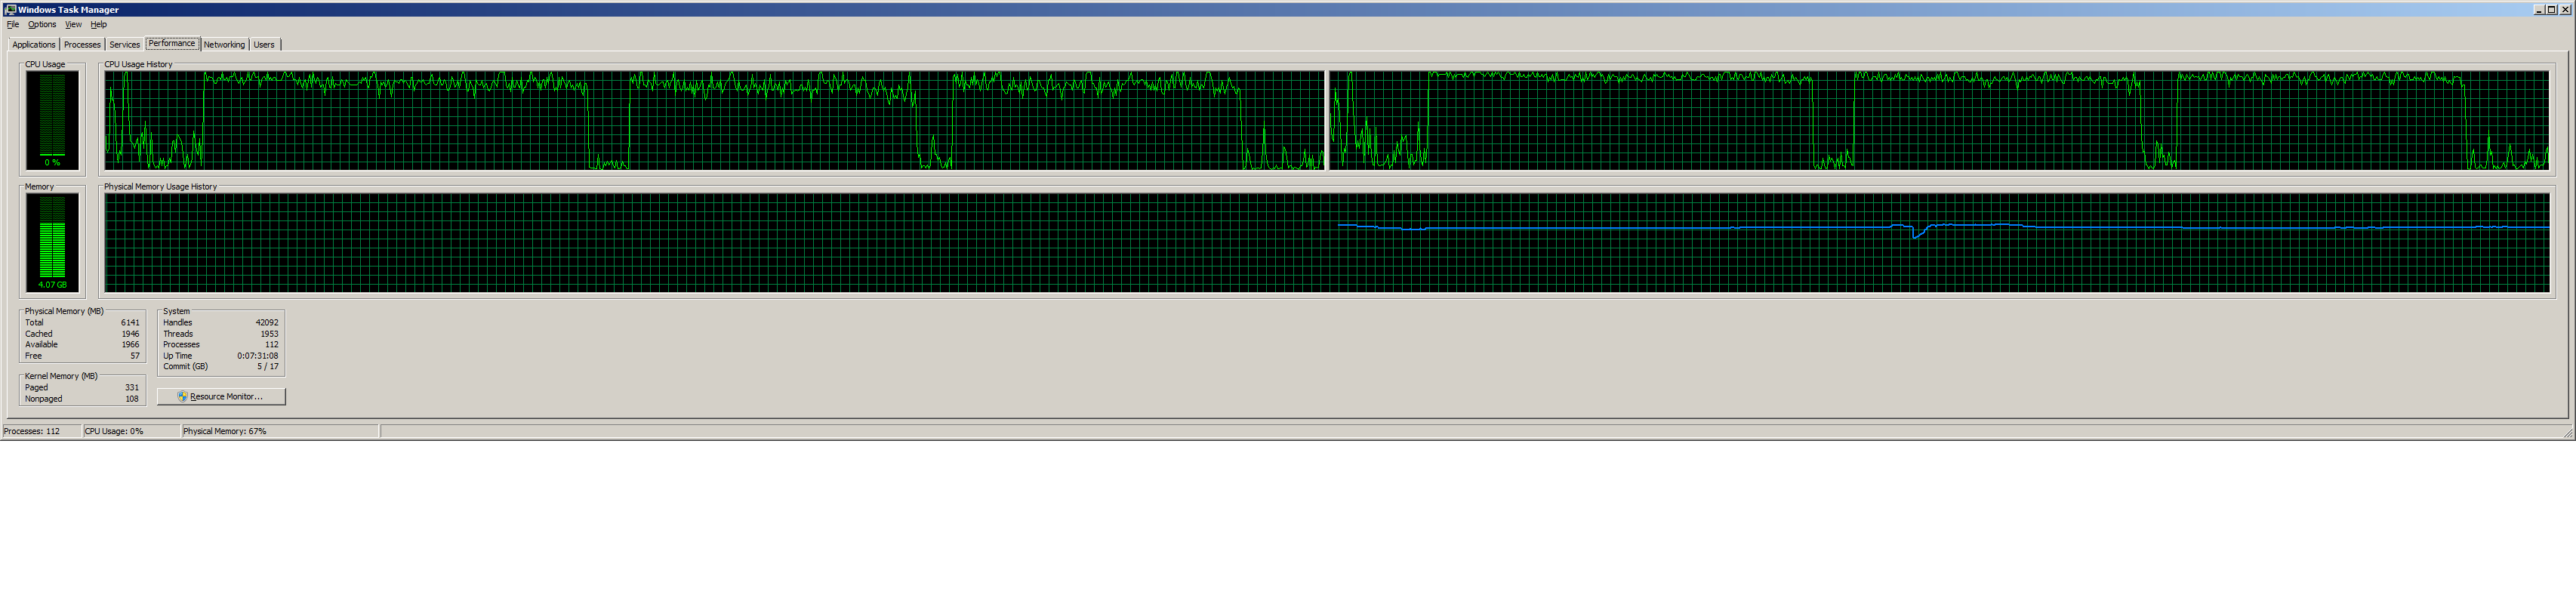 Windows Task Manager
File Options View Help
Applications Processes Services Performance Networking Users
CPU Usage CPU Usage History
0 %
Memory Physical Memory Usage History
4.07 GB
Physical Memory (MB)
Total 6141
Cached 1946
Available 1966
Free 57
Kernel Memory (MB)
Paged 331
Nonpaged 108
System
Handles 42092
Threads 1953
Processes 112
Up Time 0:07:31:08
Commit (GB) 5 / 17
Resource Monitor...
Processes: 112 CPU Usage: 0% Physical Memory: 67%